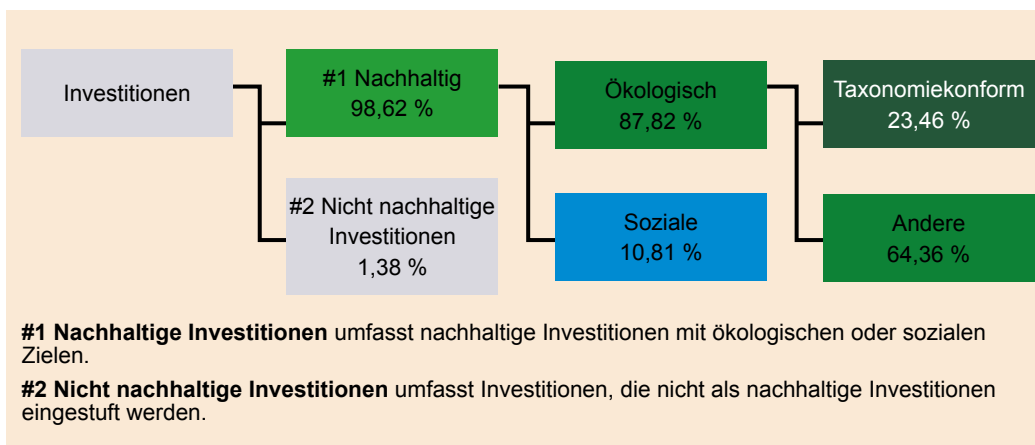 Investitionen
#1 Nachhaltig
98,62 %
Ökologisch
87,82 %
Taxonomiekonform
23,46 %
#2 Nicht nachhaltige
Investitionen
1,38 %
Soziale
10,81 %
Andere
64,36 %
#1 Nachhaltige Investitionen umfasst nachhaltige Investitionen mit ökologischen oder sozialen
Zielen.
#2 Nicht nachhaltige Investitionen umfasst Investitionen, die nicht als nachhaltige Investitionen
eingestuft werden.